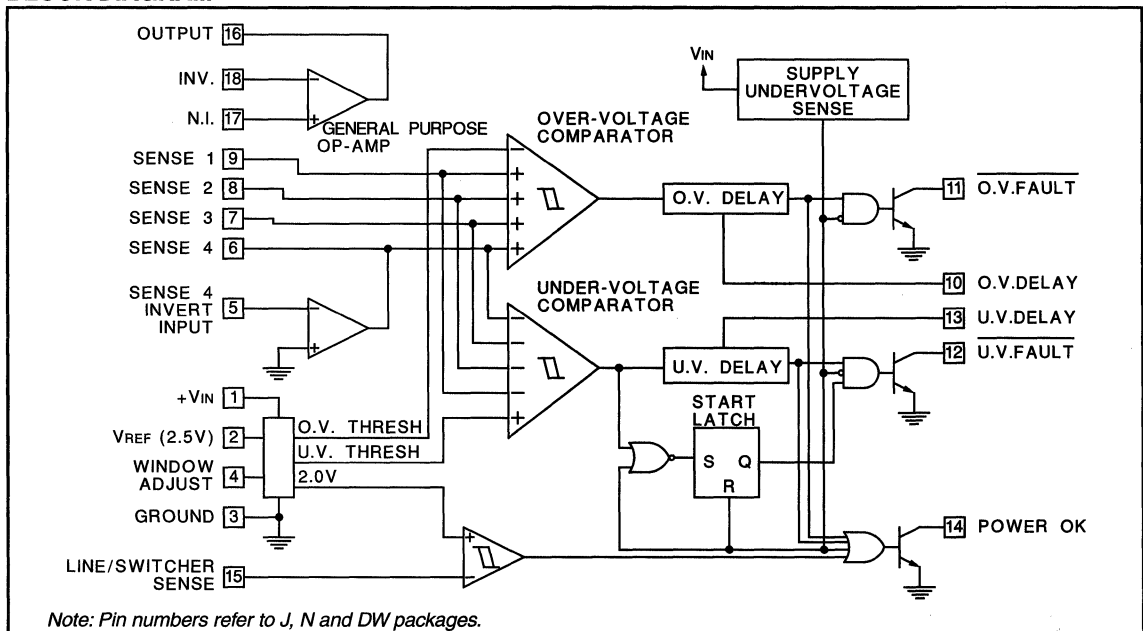 OUTPUT 16
INV. 18
N.I. 17
GENERAL PURPOSE
OP-AMP
SENSE 1 9
SENSE 2 8
SENSE 3 7
SENSE 4 6
SENSE 4
INVERT
INPUT
5
+VIN 1
VREF (2.5V) 2
WINDOW
ADJUST
4
GROUND 3
LINE/SWITCHER
SENSE
15
O.V. THRESH
U.V. THRESH
2.0V
OVER-VOLTAGE
COMPARATOR
UNDER-VOLTAGE
COMPARATOR
VIN
SUPPLY
UNDERVOLTAGE
SENSE
O.V. DELAY
U.V. DELAY
START
LATCH
S Q
R
11 O.V.FAULT
10 O.V.DELAY
13 U.V.DELAY
12 U.V.FAULT
14 POWER OK
Note: Pin numbers refer to J, N and DW packages.